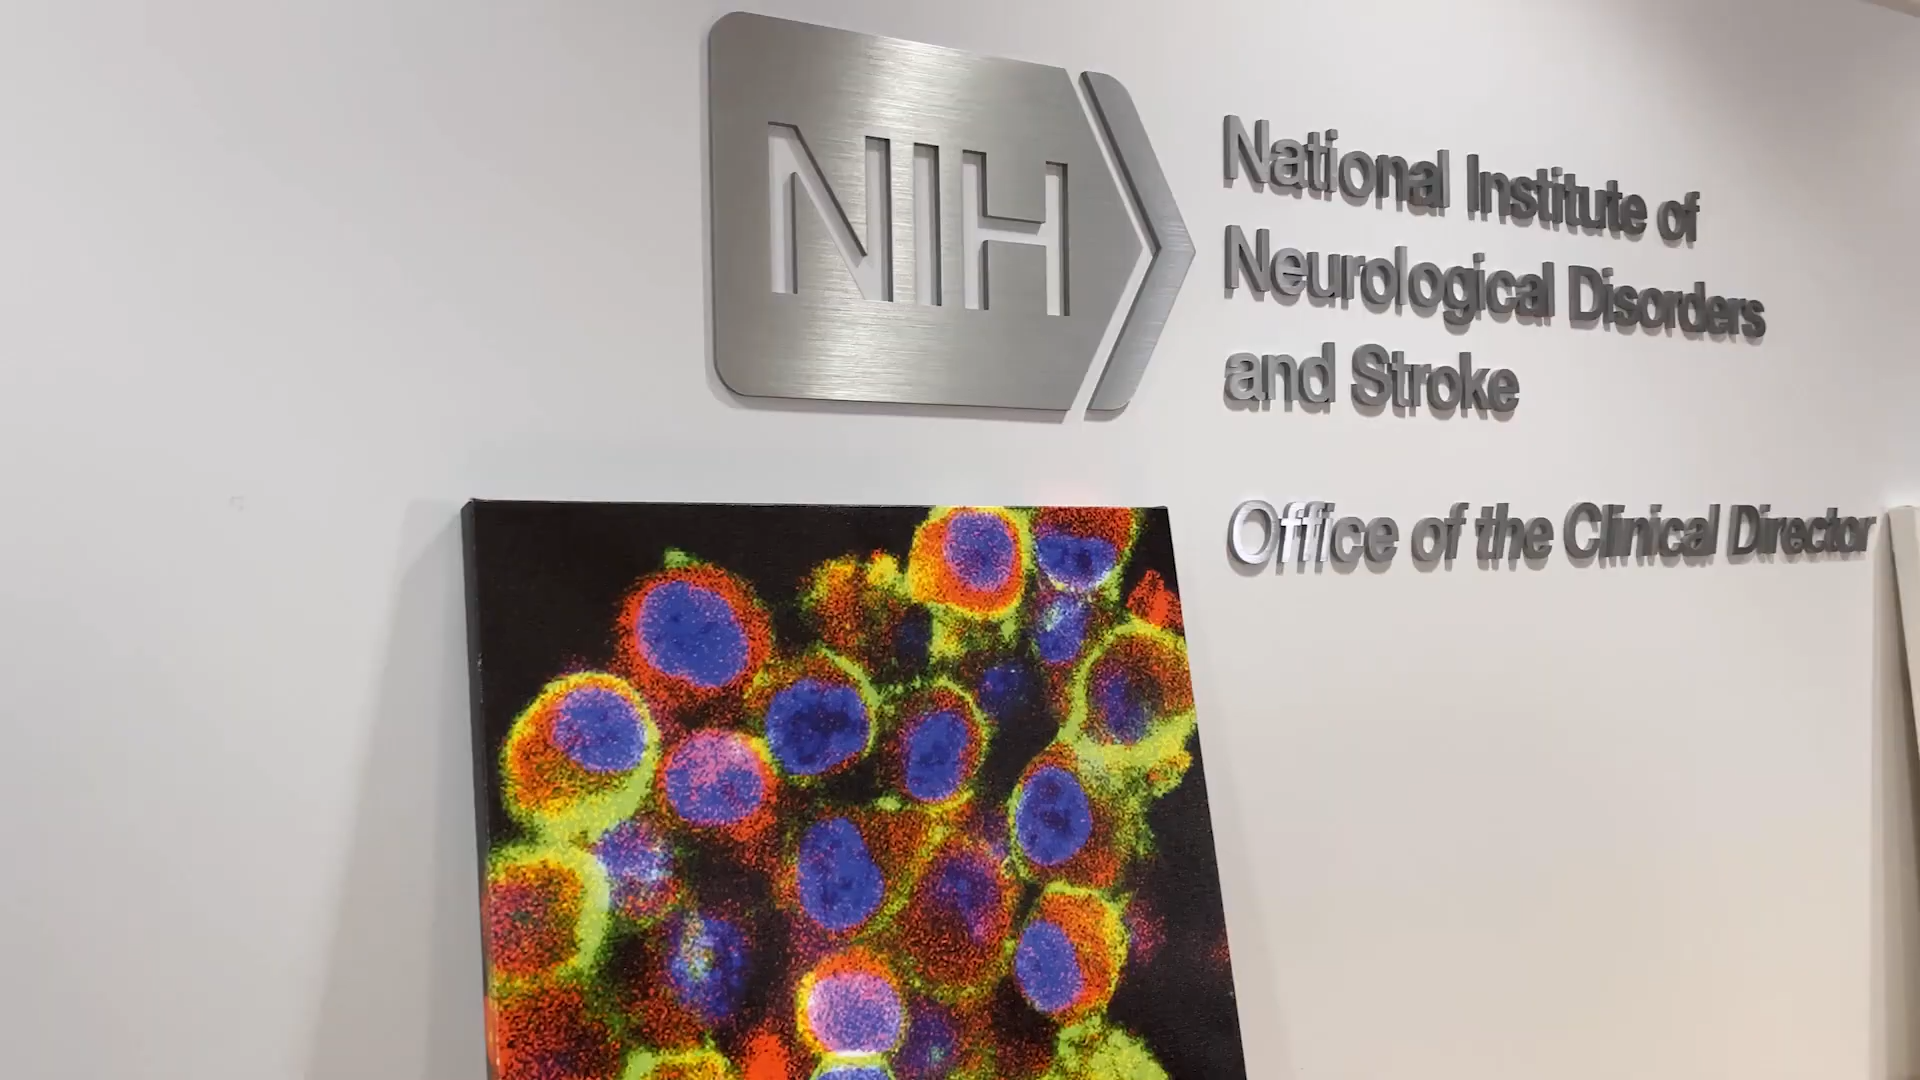 NIH
National Institute of
Neurological Disorders
and Stroke
Office of the Clinical Director